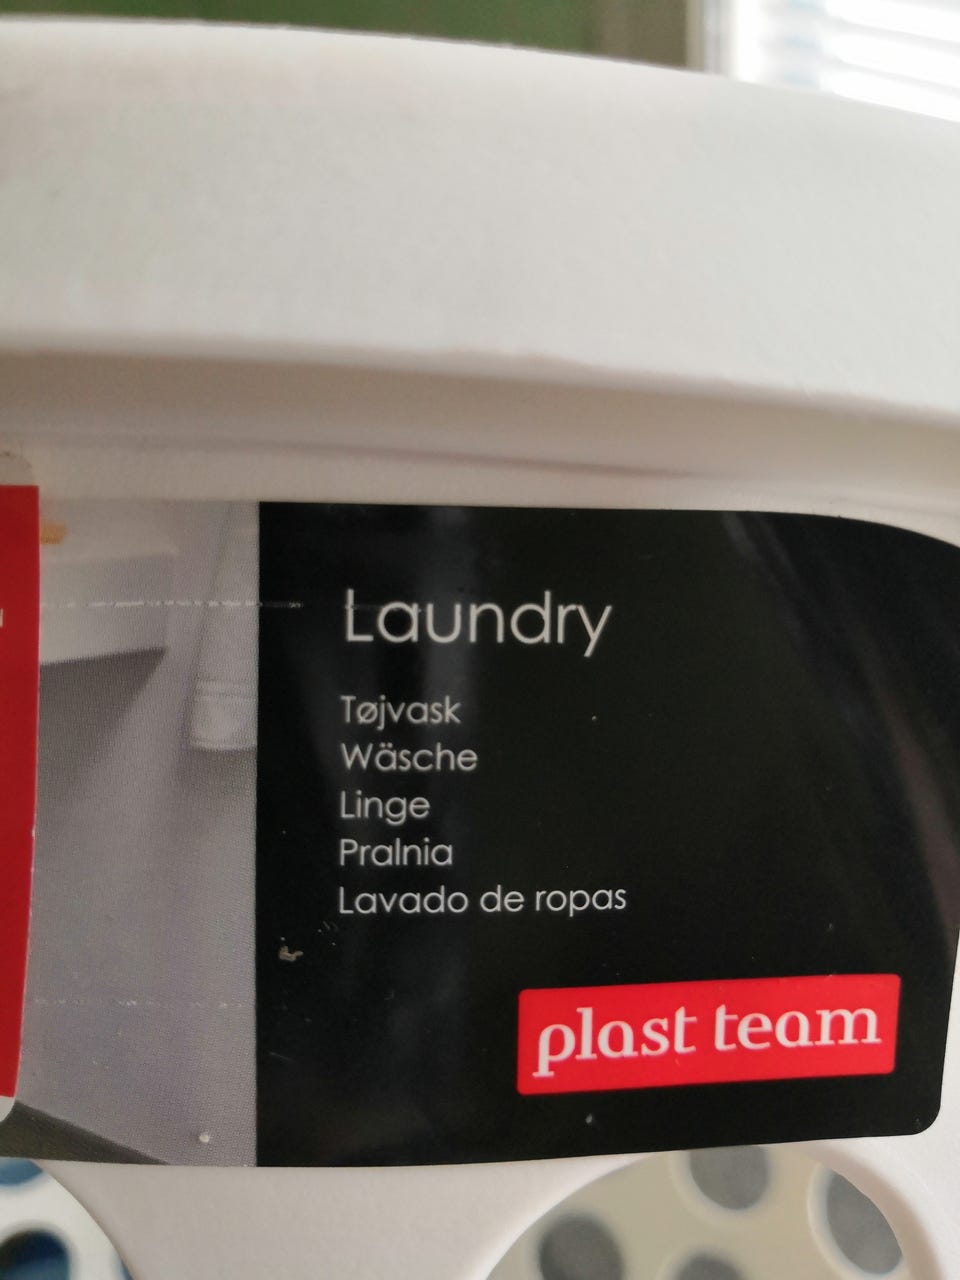 Laundry
Tøjvask
Wäsche
Linge
Pralnia
Lavado de ropas
plast team